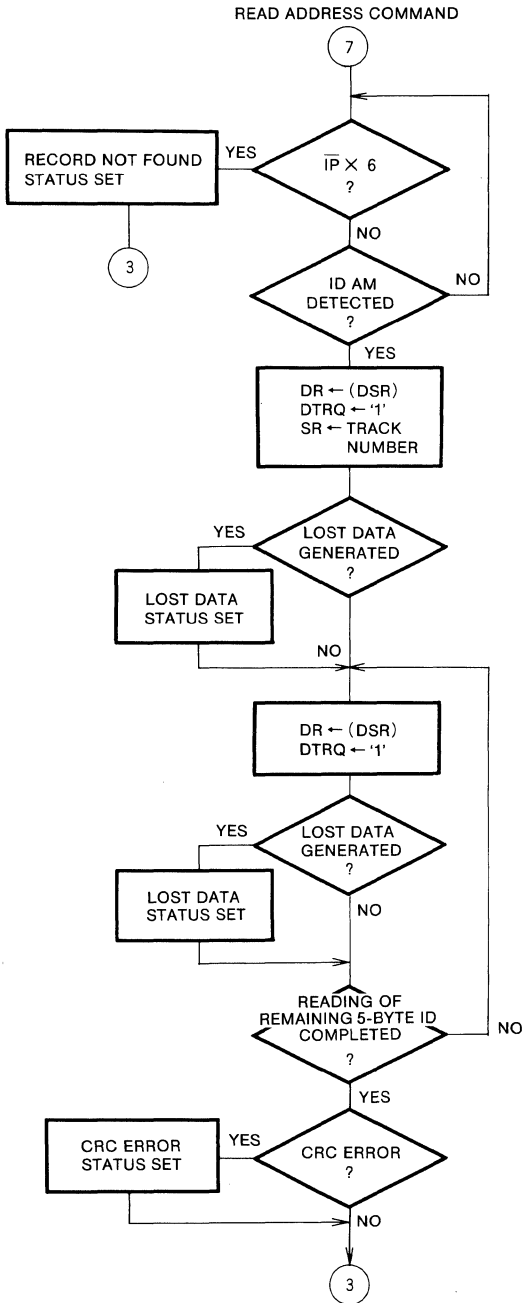 READ ADDRESS COMMAND
7
I̅P̅ × 6
?
YES
RECORD NOT FOUND
STATUS SET
3
NO
ID AM
DETECTED
?
NO
YES
DR ← (DSR)
DTRQ ← '1'
SR ← TRACK
NUMBER
LOST DATA
GENERATED
?
YES
LOST DATA
STATUS SET
NO
DR ← (DSR)
DTRQ ← '1'
LOST DATA
GENERATED
?
YES
LOST DATA
STATUS SET
NO
READING OF
REMAINING 5-BYTE ID
COMPLETED
?
NO
YES
CRC ERROR
?
YES
CRC ERROR
STATUS SET
NO
3